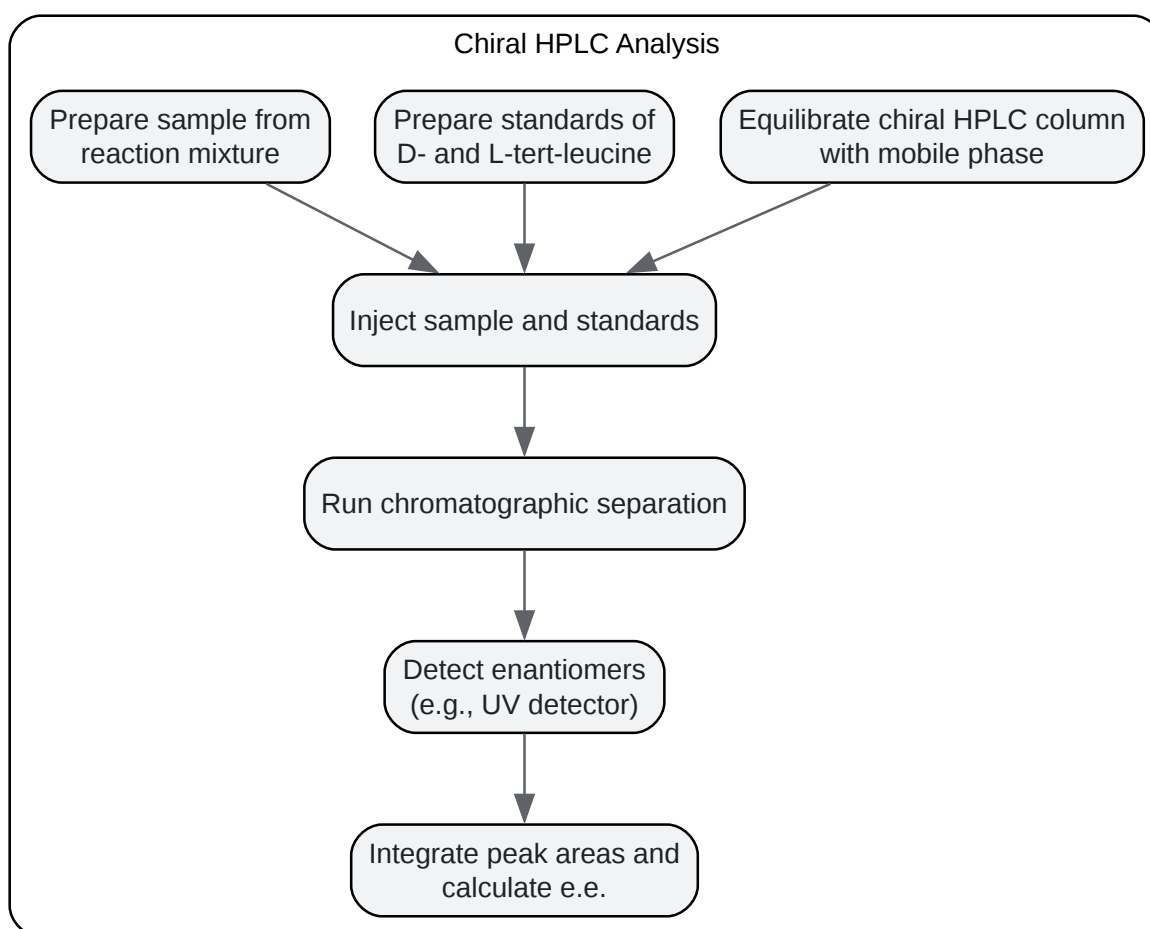 Chiral HPLC Analysis
Prepare sample from
reaction mixture
Prepare standards of
D- and L-tert-leucine
Equilibrate chiral HPLC column
with mobile phase
Inject sample and standards
Run chromatographic separation
Detect enantiomers
(e.g., UV detector)
Integrate peak areas and
calculate e.e.